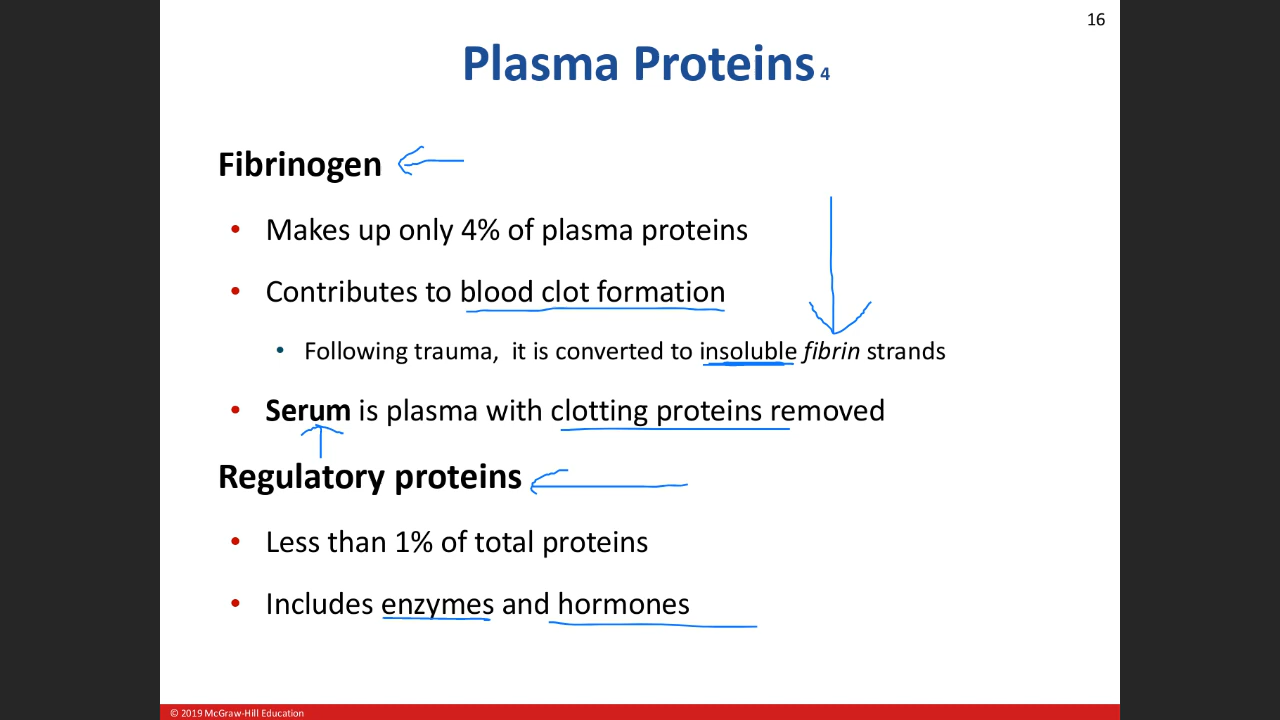 16
Plasma Proteins 4
Fibrinogen
• Makes up only 4% of plasma proteins
• Contributes to blood clot formation
• Following trauma, it is converted to insoluble fibrin strands
• Serum is plasma with clotting proteins removed
Regulatory proteins
• Less than 1% of total proteins
• Includes enzymes and hormones
© 2019 McGraw-Hill Education